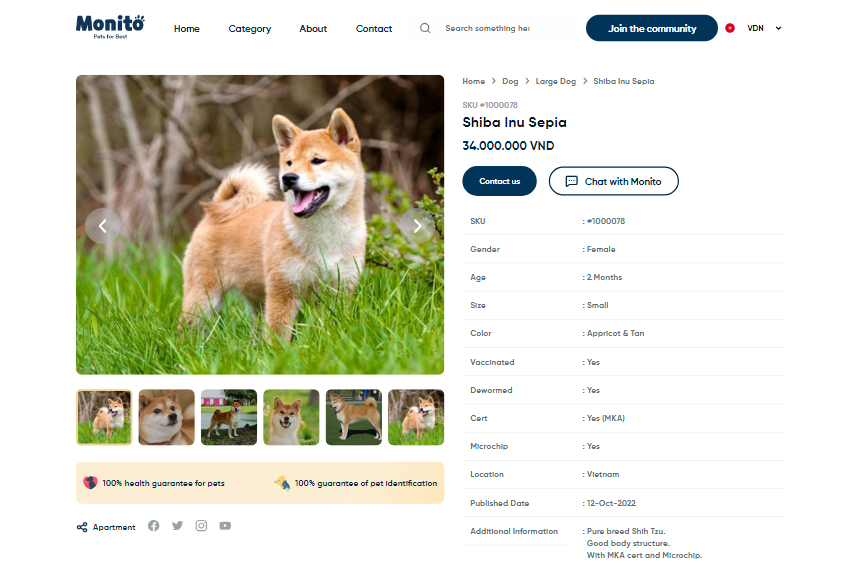 Monito
Pets for Best
Home
Category
About
Contact
Search something her
Join the community
VDN
Home > Dog > Large Dog > Shiba Inu Sepia
SKU #1000078
Shiba Inu Sepia
34.000.000 VND
Contact us
Chat with Monito
SKU : #1000078
Gender : Female
Age : 2 Months
Size : Small
Color : Appricot & Tan
Vaccinated : Yes
Dewormed : Yes
Cert : Yes (MKA)
Microchip : Yes
Location : Vietnam
Published Date : 12-Oct-2022
Additional Information : Pure breed Shih Tzu.
Good body structure.
With MKA cert and Microchip.
100% health guarantee for pets
100% guarantee of pet identification
Apartment